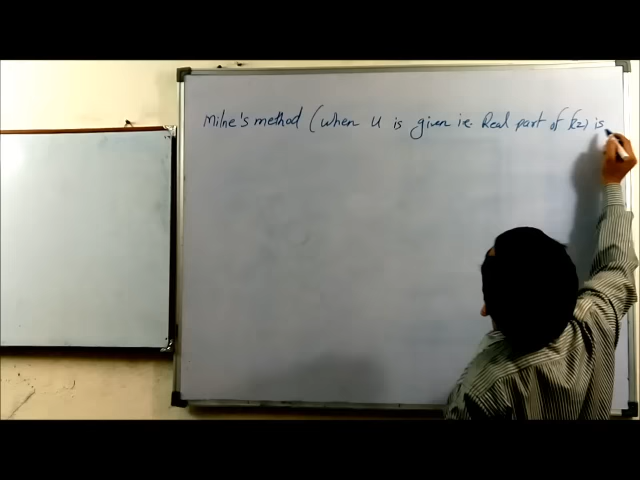 Milne's method (when u is given i.e. Real part of f(z) is